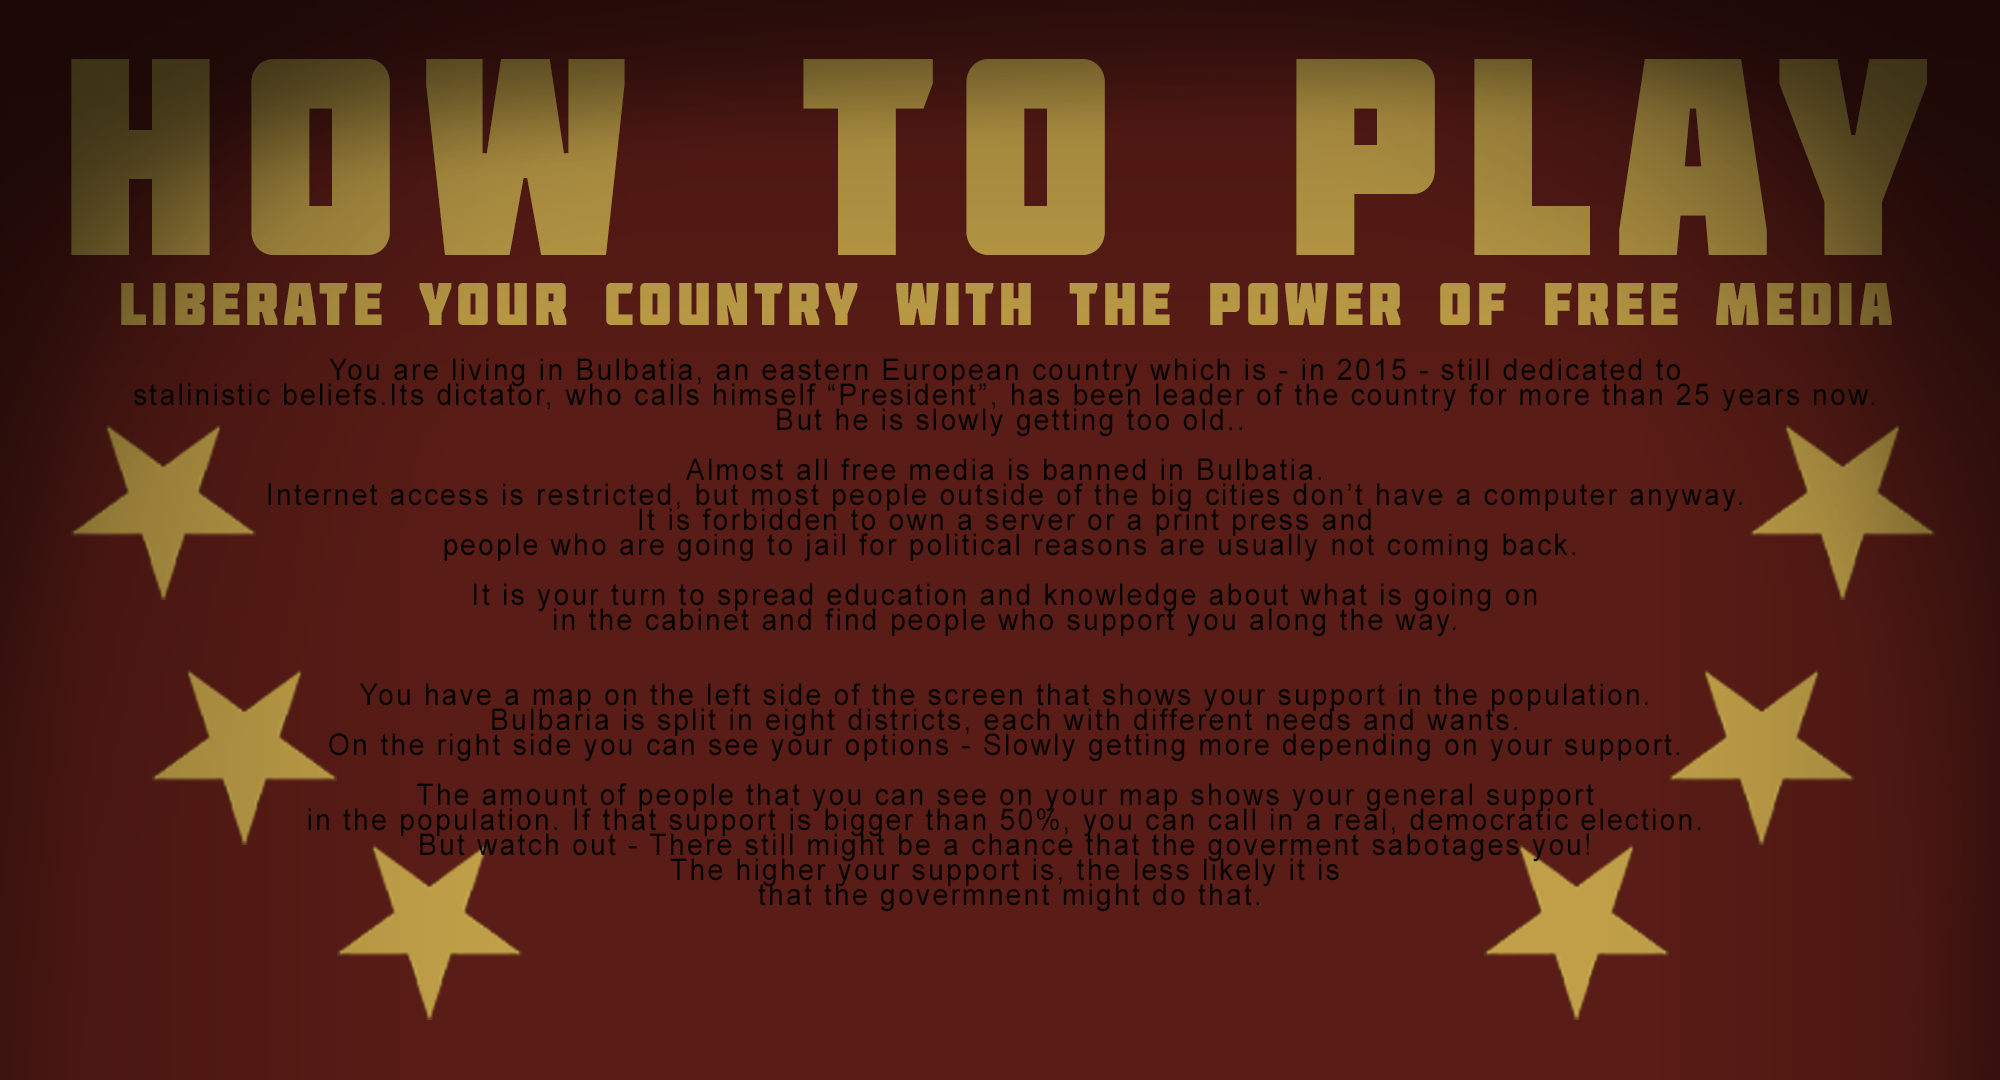 HOW TO PLAY
LIBERATE YOUR COUNTRY WITH THE POWER OF FREE MEDIA
You are living in Bulbatia, an eastern European country which is - in 2015 - still dedicated to
stalinistic beliefs.Its dictator, who calls himself “President”, has been leader of the country for more than 25 years now.
But he is slowly getting too old..
Almost all free media is banned in Bulbatia.
Internet access is restricted, but most people outside of the big cities don’t have a computer anyway.
It is forbidden to own a server or a print press and
people who are going to jail for political reasons are usually not coming back.
It is your turn to spread education and knowledge about what is going on
in the cabinet and find people who support you along the way.
You have a map on the left side of the screen that shows your support in the population.
Bulbaria is split in eight districts, each with different needs and wants.
On the right side you can see your options - Slowly getting more depending on your support.
The amount of people that you can see on your map shows your general support
in the population. If that support is bigger than 50%, you can call in a real, democratic election.
But watch out - There still might be a chance that the goverment sabotages you!
The higher your support is, the less likely it is
that the govermnent might do that.